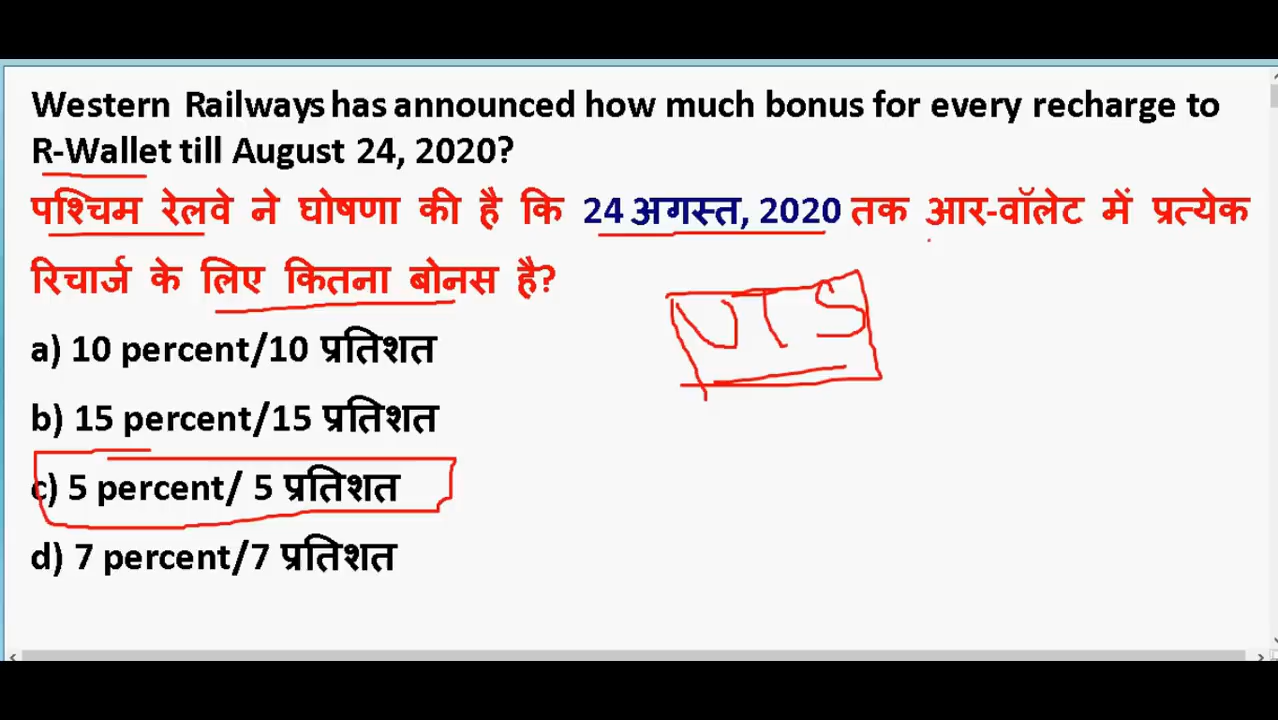 Western Railways has announced how much bonus for every recharge to
R-Wallet till August 24, 2020?
पश्चिम रेलवे ने घोषणा की है कि 24 अगस्त, 2020 तक आर-वॉलेट में प्रत्येक
रिचार्ज के लिए कितना बोनस है?
UTS
a) 10 percent/10 प्रतिशत
b) 15 percent/15 प्रतिशत
c) 5 percent/ 5 प्रतिशत
d) 7 percent/7 प्रतिशत